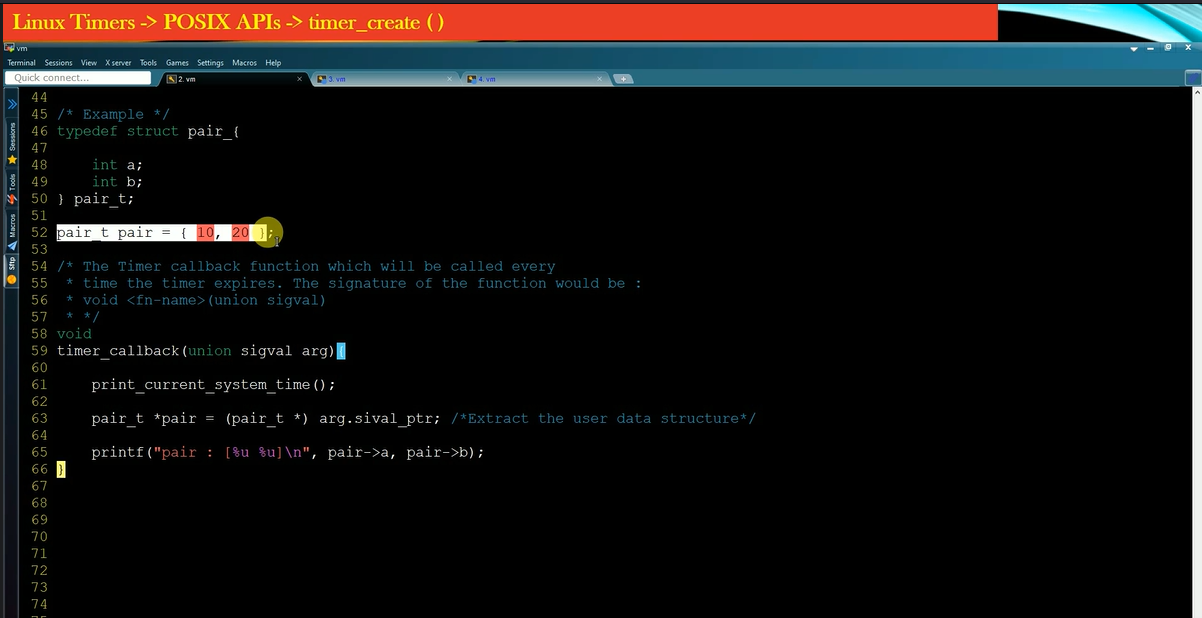 Linux Timers -> POSIX APIs -> timer_create ( )
vm
Terminal Sessions View X server Tools Games Settings Macros Help
Quick connect...
2. vm
3. vm
4. vm
Sessions
Tools
Macros
Sftp
44
45 /* Example */
46 typedef struct pair_{
47
48 int a;
49 int b;
50 } pair_t;
51
52 pair_t pair = { 10, 20 };
53
54 /* The Timer callback function which will be called every
55 * time the timer expires. The signature of the function would be :
56 * void <fn-name>(union sigval)
57 * */
58 void
59 timer_callback(union sigval arg){
60
61 print_current_system_time();
62
63 pair_t *pair = (pair_t *) arg.sival_ptr; /*Extract the user data structure*/
64
65 printf("pair : [%u %u]\n", pair->a, pair->b);
66 }
67
68
69
70
71
72
73
74